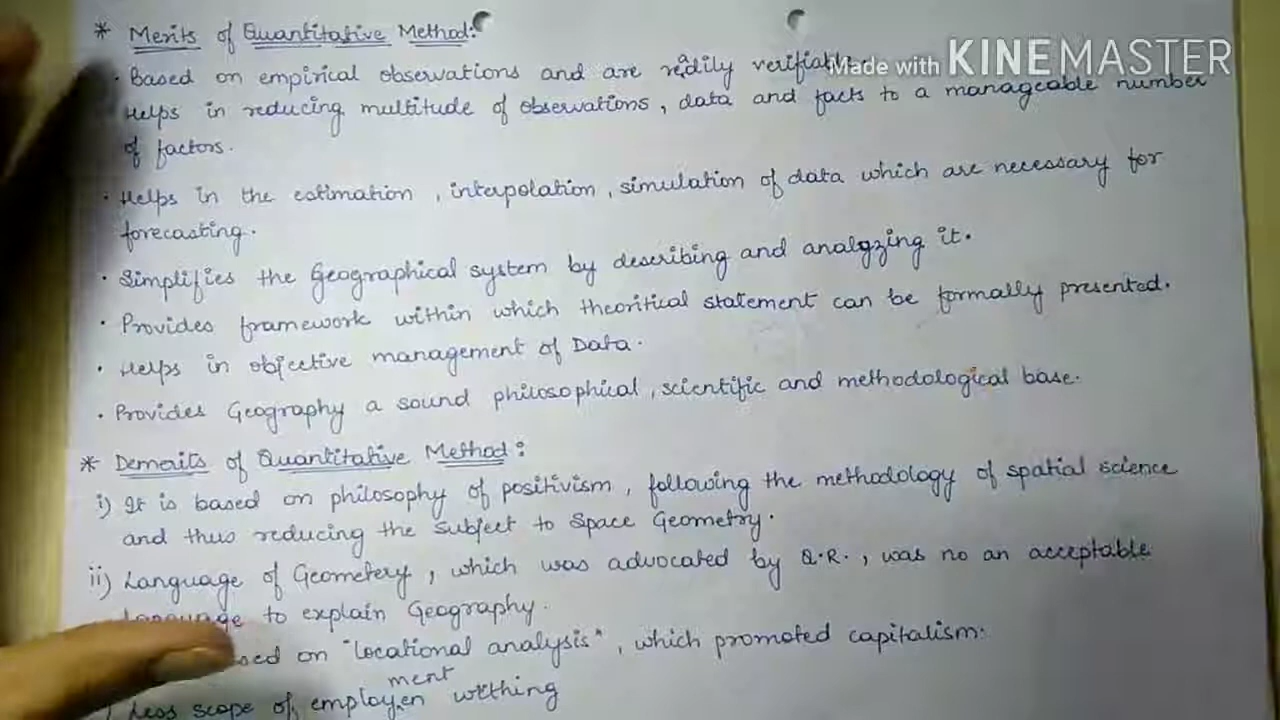 * Merits of Quantitative Method:
Made with KINEMASTER
· Based on empirical observations and are redily verifiable
Helps in reducing multitude of observations, data and facts to a manageable number
of factors.
· Helps in the estimation, interpolation, simulation of data which are necessary for
forecasting.
· Simplifies the Geographical system by describing and analyzing it.
· Provides framework within which theoritical statement can be formally presented.
· Helps in objective management of Data.
· Provides Geography a sound philosophical, scientific and methodological base.
* Demerits of Quantitative Method:
i) It is based on philosophy of positivism, following the methodology of spatial science
and thus reducing the subject to Space Geometry.
ii) Language of Geometery, which was advocated by Q.R., was no an acceptable
language to explain Geography.
on "locational analysis", which promoted capitalism.
ment
Less scope of employen withing